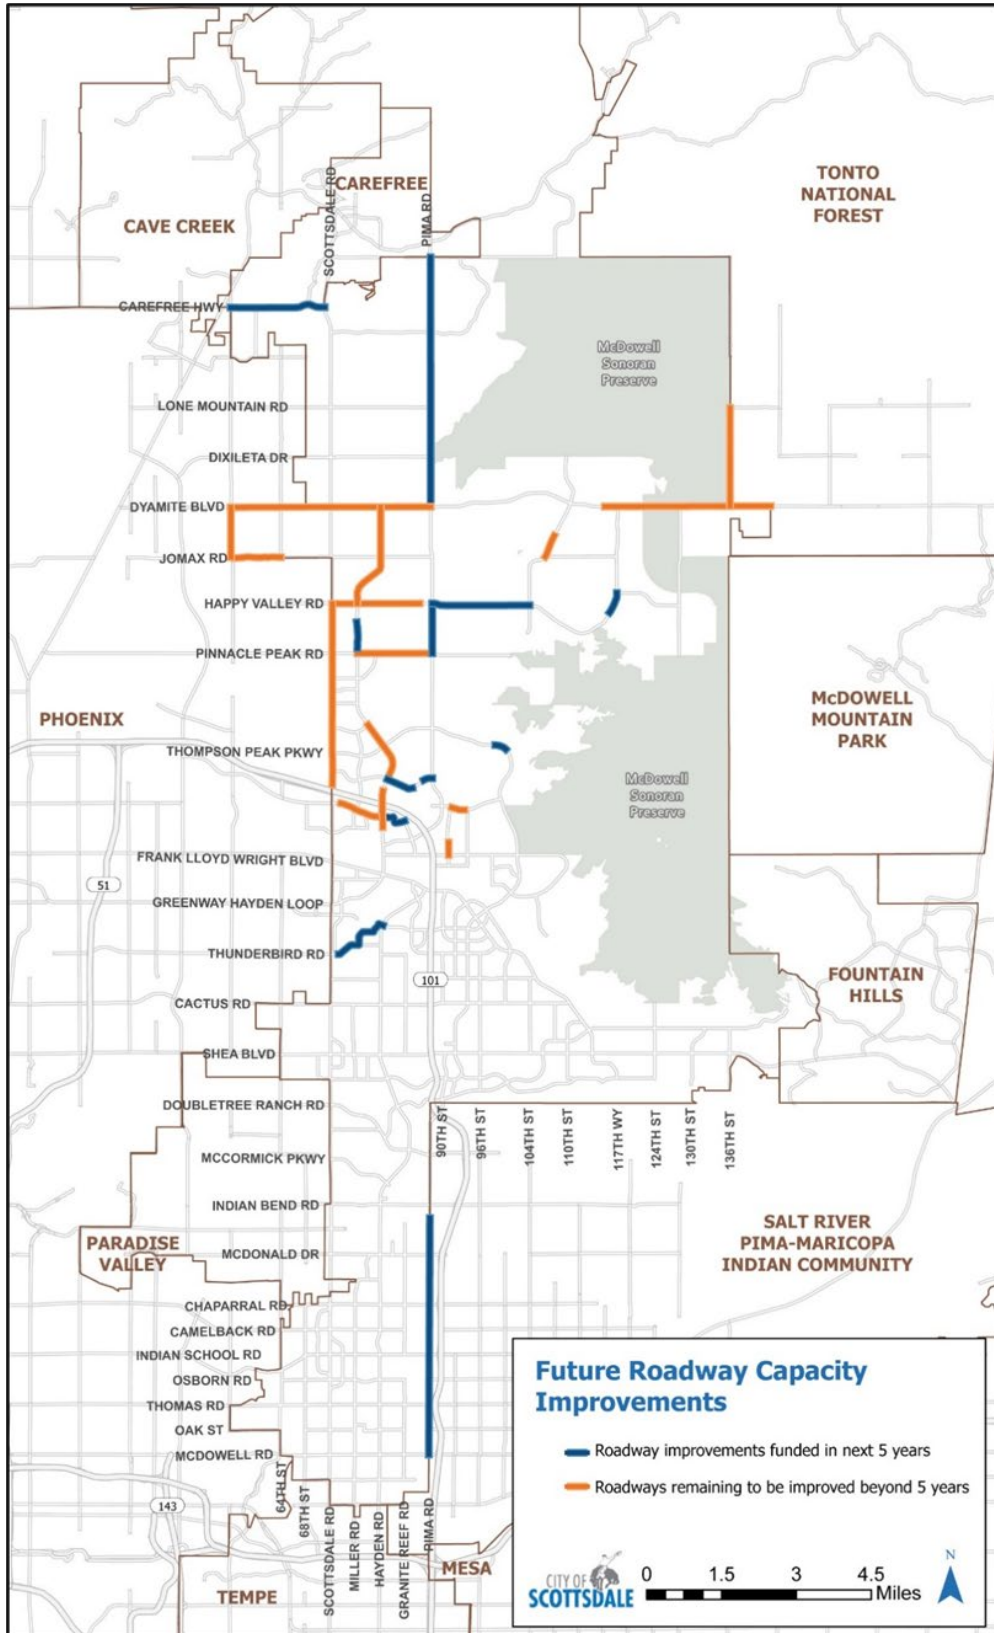 TONTO
NATIONAL
FOREST
CAREFREE
CAVE CREEK
SCOTTSDALE RD
PIMA RD
CAREFREE HWY
McDowell
Sonoran
Preserve
LONE MOUNTAIN RD
DIXILETA DR
DYAMITE BLVD
JOMAX RD
HAPPY VALLEY RD
PINNACLE PEAK RD
McDOWELL
MOUNTAIN
PARK
PHOENIX
THOMPSON PEAK PKWY
McDowell
Sonoran
Preserve
FRANK LLOYD WRIGHT BLVD
51
GREENWAY HAYDEN LOOP
THUNDERBIRD RD
101
FOUNTAIN
HILLS
CACTUS RD
SHEA BLVD
DOUBLETREE RANCH RD
MCCORMICK PKWY
90TH ST
96TH ST
104TH ST
110TH ST
117TH WY
124TH ST
130TH ST
136TH ST
INDIAN BEND RD
PARADISE
VALLEY
MCDONALD DR
SALT RIVER
PIMA-MARICOPA
INDIAN COMMUNITY
CHAPARRAL RD
CAMELBACK RD
INDIAN SCHOOL RD
OSBORN RD
THOMAS RD
OAK ST
MCDOWELL RD
143
64TH ST
68TH ST
SCOTTSDALE RD
MILLER RD
HAYDEN RD
GRANITE REEF RD
PIMA RD
TEMPE
MESA
Future Roadway Capacity
Improvements
Roadway improvements funded in next 5 years
Roadways remaining to be improved beyond 5 years
CITY OF
SCOTTSDALE
0 1.5 3 4.5
Miles
N